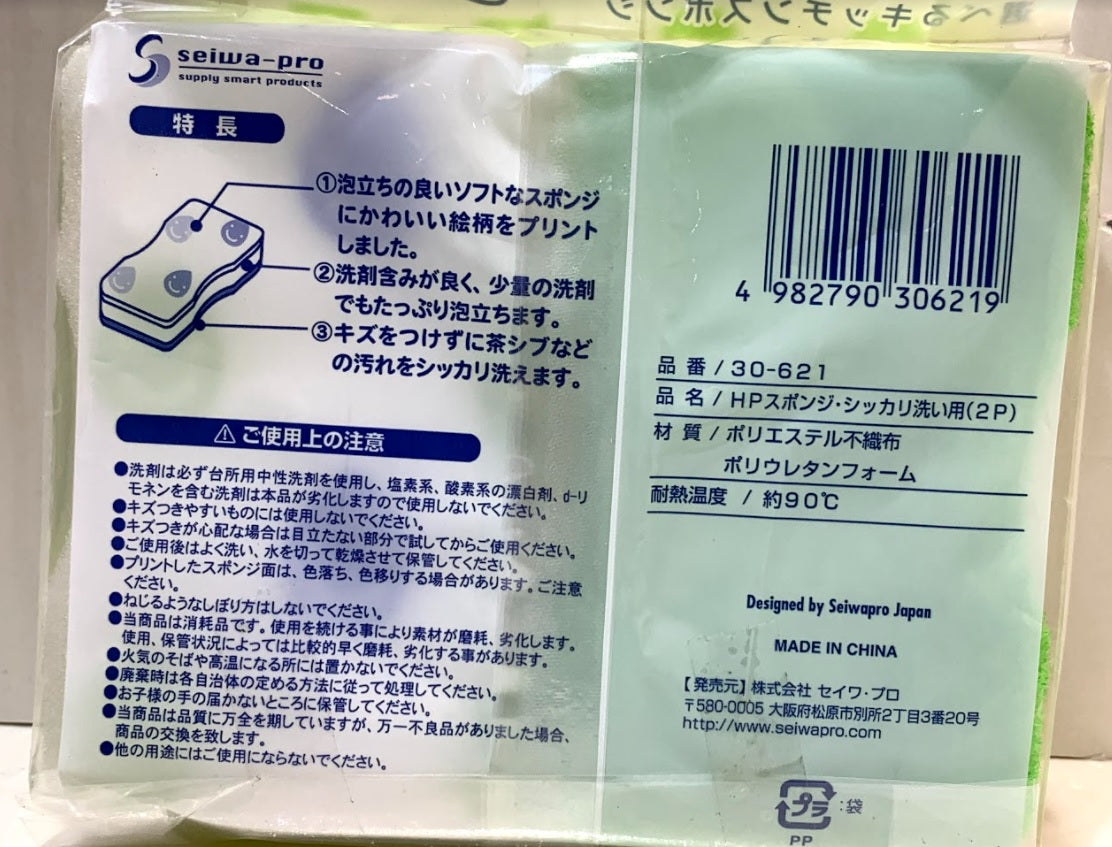 選べるキッチンスポンジ
seiwa-pro
supply smart products
特 長
①泡立ちの良いソフトなスポンジ
にかわいい絵柄をプリント
しました。
②洗剤含みが良く、少量の洗剤
でもたっぷり泡立ちます。
③キズをつけずに茶シブなど
の汚れをシッカリ洗えます。
⚠ご使用上の注意
●洗剤は必ず台所用中性洗剤を使用し、塩素系、酸素系の漂白剤、d-リ
モネンを含む洗剤は本品が劣化しますので使用しないでください。
●キズつきやすいものには使用しないでください。
●キズつきが心配な場合は目立たない部分で試してからご使用ください。
●ご使用後はよく洗い、水を切って乾燥させて保管してください。
●プリントしたスポンジ面は、色落ち、色移りする場合があります。ご注意
ください。
●ねじるようなしぼり方はしないでください。
●当商品は消耗品です。使用を続ける事により素材が磨耗、劣化します。
使用、保管状況によっては比較的早く磨耗、劣化する事があります。
●火気のそばや高温になる所には置かないでください。
●廃棄時は各自治体の定める方法に従って処理してください。
●お子様の手の届かないところに保管してください。
●当商品は品質に万全を期していますが、万一不良品がありました場合、
商品の交換を致します。
●他の用途にはご使用にならないでください。
4 982790 306219
品 番 / 30-621
品 名 / HPスポンジ・シッカリ洗い用(2P)
材 質 / ポリエステル不織布
ポリウレタンフォーム
耐熱温度 / 約90℃
Designed by Seiwapro Japan
MADE IN CHINA
【発売元】株式会社 セイワ・プロ
〒580-0005 大阪府松原市別所2丁目3番20号
http://www.seiwapro.com
プラ :袋
PP